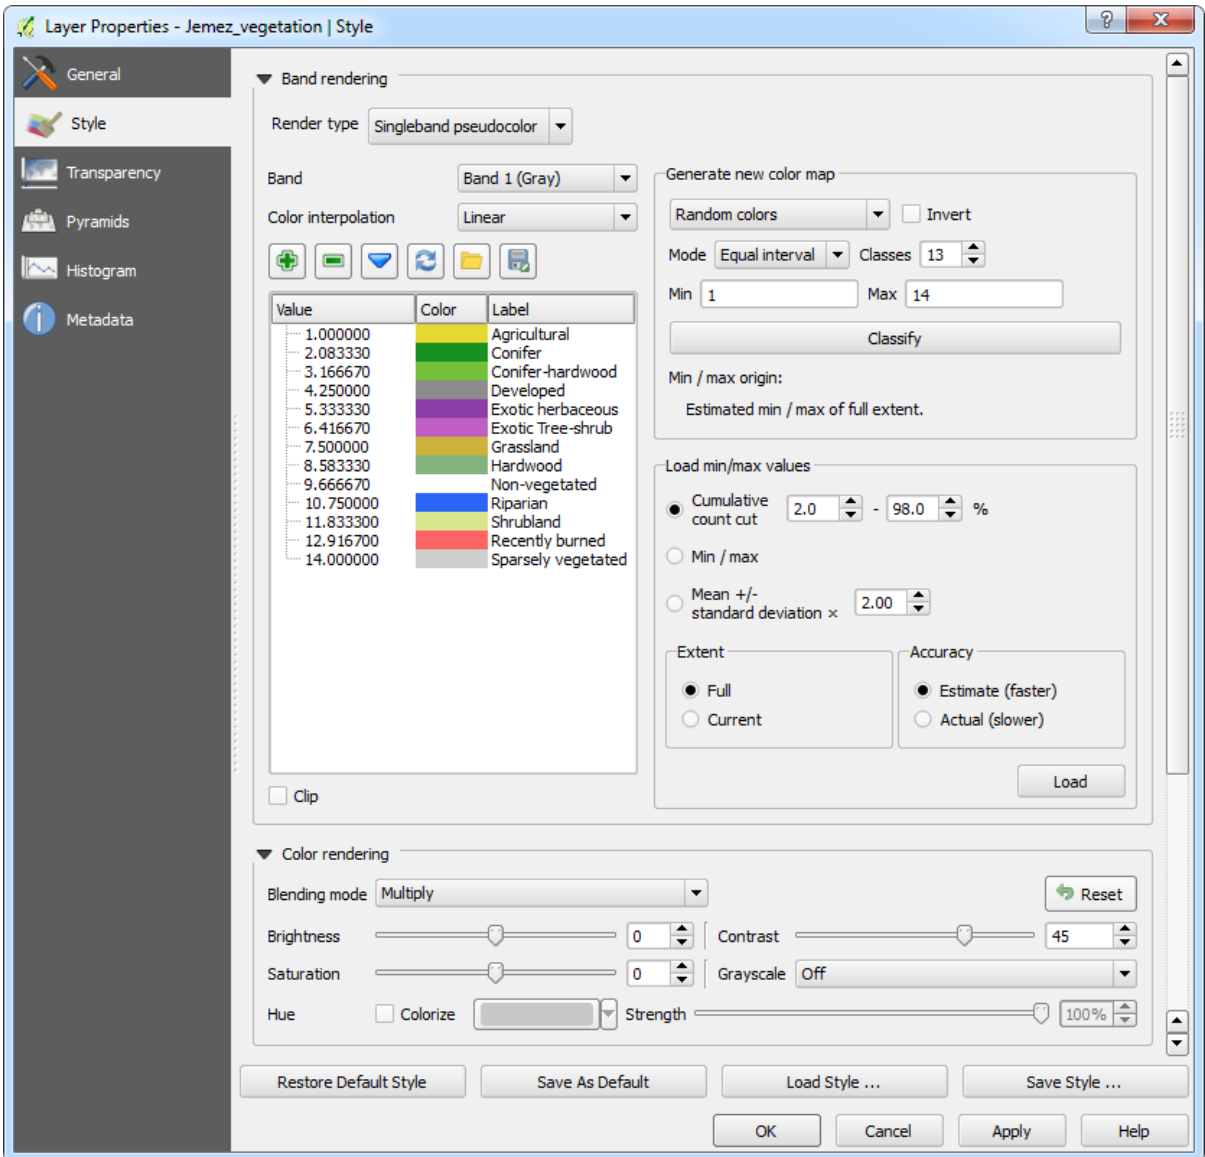 Layer Properties - Jemez_vegetation | Style
General
Style
Transparency
Pyramids
Histogram
Metadata
Band rendering
Render type Singleband pseudocolor
Band Band 1 (Gray)
Color interpolation Linear
Value Color Label
1.000000 Agricultural
2.083330 Conifer
3.166670 Conifer-hardwood
4.250000 Developed
5.333330 Exotic herbaceous
6.416670 Exotic Tree-shrub
7.500000 Grassland
8.583330 Hardwood
9.666670 Non-vegetated
10.750000 Riparian
11.833300 Shrubland
12.916700 Recently burned
14.000000 Sparsely vegetated
Clip
Generate new color map
Random colors Invert
Mode Equal interval Classes 13
Min 1 Max 14
Classify
Min / max origin:
Estimated min / max of full extent.
Load min/max values
Cumulative
count cut 2.0 - 98.0 %
Min / max
Mean +/-
standard deviation × 2.00
Extent
Full
Current
Accuracy
Estimate (faster)
Actual (slower)
Load
Color rendering
Blending mode Multiply Reset
Brightness 0 Contrast 45
Saturation 0 Grayscale Off
Hue Colorize Strength 100%
Restore Default Style Save As Default Load Style ... Save Style ...
OK Cancel Apply Help